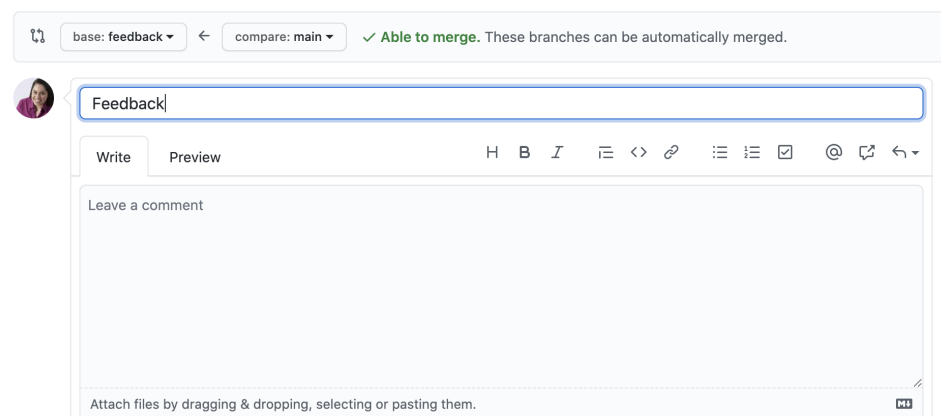 base: feedback compare: main Able to merge. These branches can be automatically merged.
Feedback
Write Preview
Leave a comment
Attach files by dragging & dropping, selecting or pasting them.